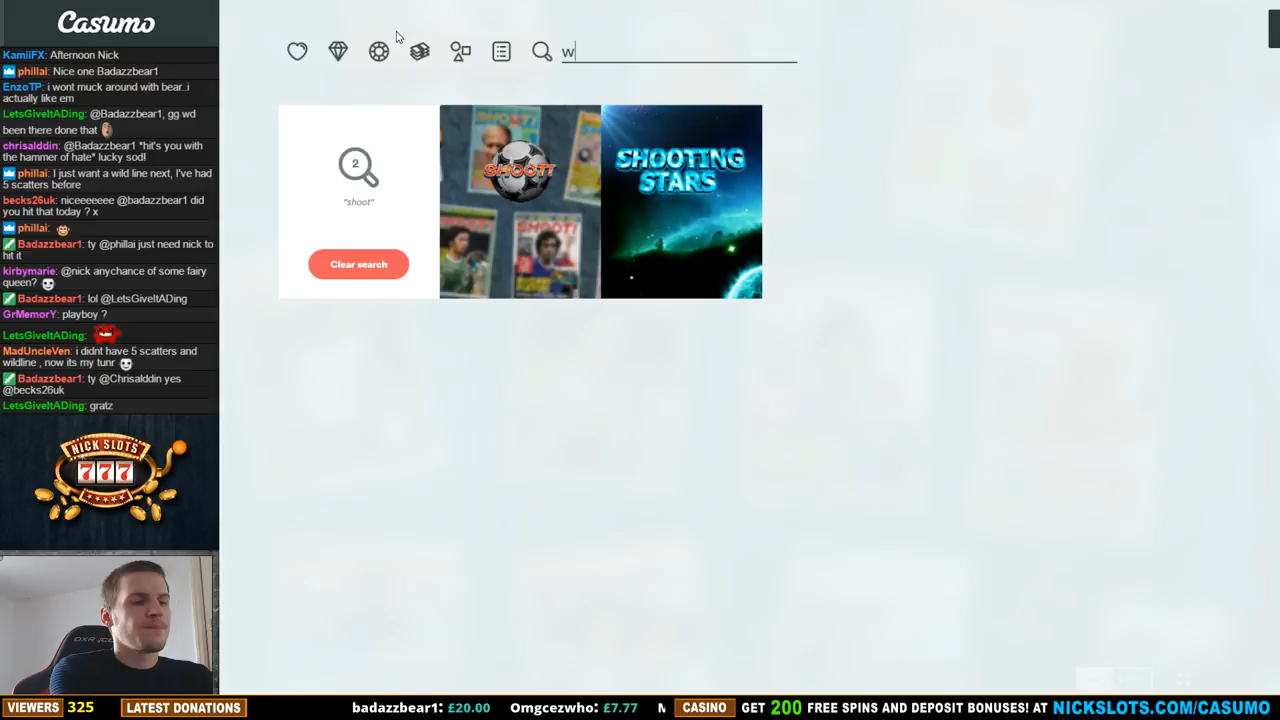 Casumo
KamiiFX: Afternoon Nick
phillai: Nice one Badazzbear1
EnzoTP: i wont muck around with bear..i
actually like em
LetsGiveItADing: @Badazzbear1, gg wd
been there done that
chrisalddin: @Badazzbear1 *hit's you with
the hammer of hate* lucky sod!
phillai: I just want a wild line next, I've had
5 scatters before
becks26uk: niceeeeeee @badazzbear1 did
you hit that today ? x
phillai:
Badazzbear1: ty @phillai just need nick to
hit it
kirbymarie: @nick anychance of some fairy
queen?
Badazzbear1: lol @LetsGiveItADing
GrMemorY: playboy ?
LetsGiveItADing:
MadUncleVen: i didnt have 5 scatters and
wildline , now its my tunr
Badazzbear1: ty @Chrisalddin yes
@becks26uk
LetsGiveItADing: gratz
NICK SLOTS
777
w
2
"shoot"
Clear search
SHOOT!
SHOOTING
STARS
DXRACER
VIEWERS 325 LATEST DONATIONS badazzbear1: £20.00 Omgcezwho: £7.77 CASINO GET 200 FREE SPINS AND DEPOSIT BONUSES! AT NICKSLOTS.COM/CASUMO